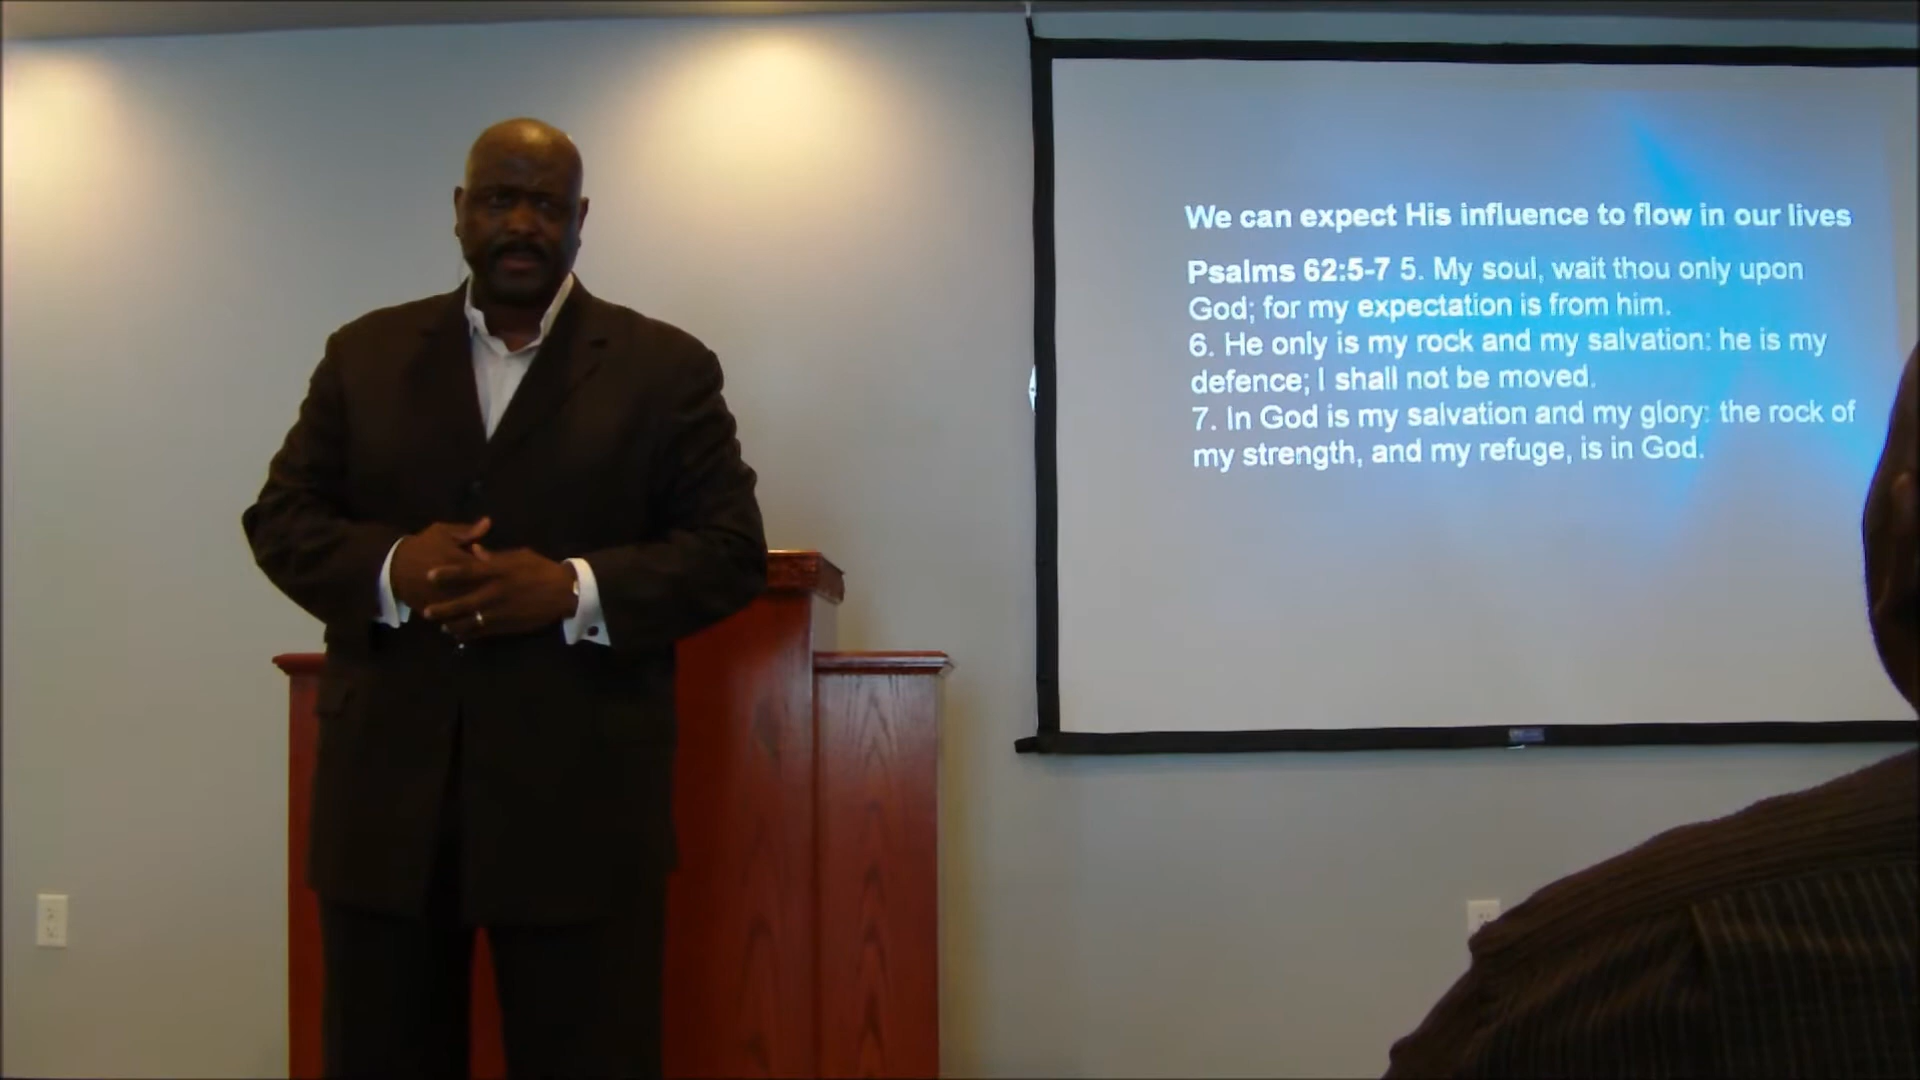 We can expect His influence to flow in our lives
Psalms 62:5-7 5. My soul, wait thou only upon
God; for my expectation is from him.
6. He only is my rock and my salvation: he is my
defence; I shall not be moved.
7. In God is my salvation and my glory: the rock of
my strength, and my refuge, is in God.